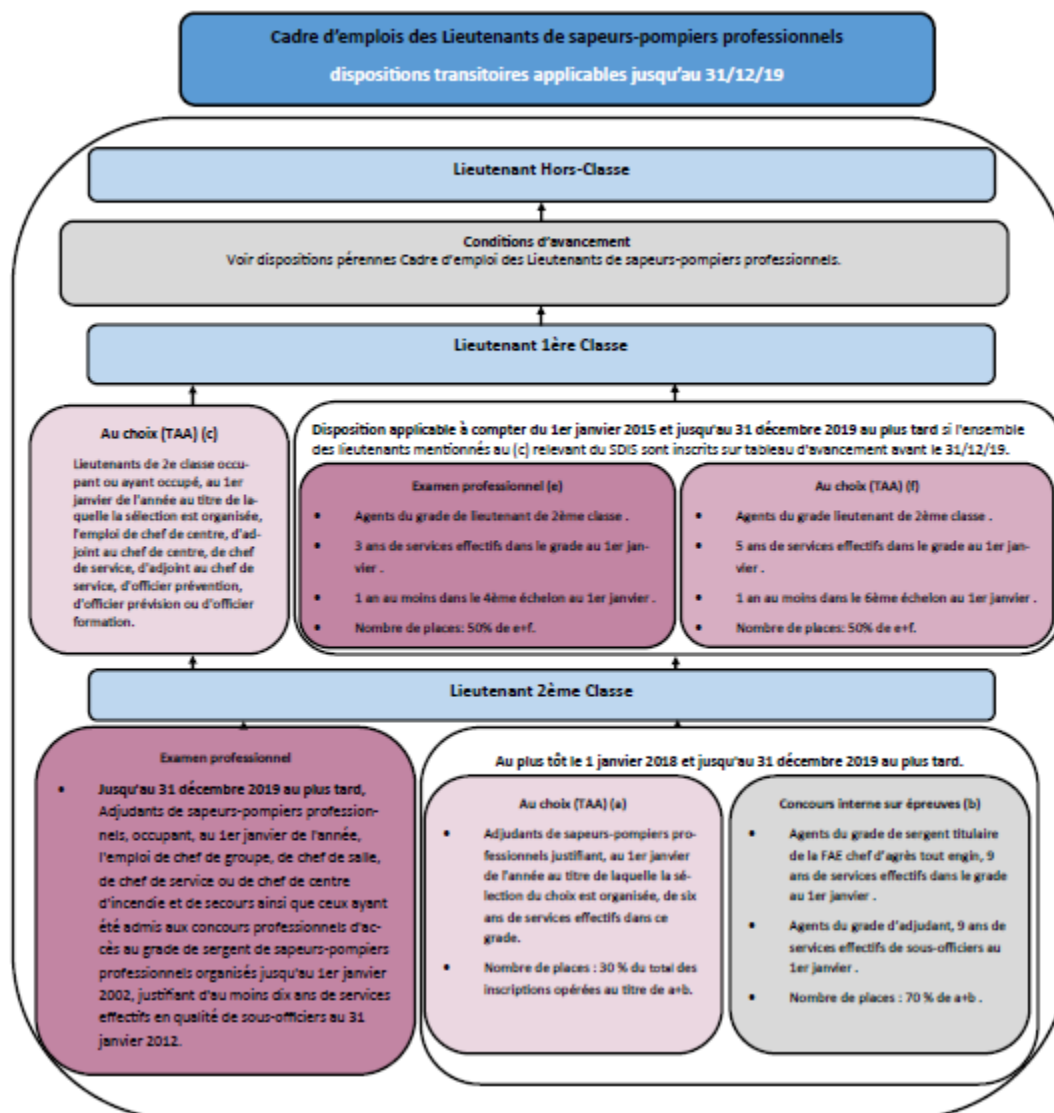 Cadre d'emplois des Lieutenants de sapeurs-pompiers professionnels
dispositions transitoires applicables jusqu'au 31/12/19
Lieutenant Hors-Classe
Conditions d'avancement
Voir dispositions pérennes Cadre d'emploi des Lieutenants de sapeurs-pompiers professionnels.
Lieutenant 1ère Classe
Au choix (TAA) (c)
Lieutenants de 2e classe occu-
pant ou ayant occupé, au 1er
janvier de l'année au titre de la-
quelle la sélection est organisée,
l'emploi de chef de centre, d'ad-
joint au chef de centre, de chef
de service, d'adjoint au chef de
service, d'officier prévention,
d'officier prévision ou d'officier
formation.
Disposition applicable à compter du 1er janvier 2015 et jusqu'au 31 décembre 2019 au plus tard si l'ensemble
des lieutenants mentionnés au (c) relevant du SDIS sont inscrits sur tableau d'avancement avant le 31/12/19.
Examen professionnel (e)
• Agents du grade de lieutenant de 2ème classe .
• 3 ans de services effectifs dans le grade au 1er jan-
vier .
• 1 an au moins dans le 4ème échelon au 1er janvier .
• Nombre de places: 50% de e+f.
Au choix (TAA) (f)
• Agents du grade lieutenant de 2ème classe .
• 5 ans de services effectifs dans le grade au 1er jan-
vier .
• 1 an au moins dans le 6ème échelon au 1er janvier .
• Nombre de places: 50% de e+f.
Lieutenant 2ème Classe
Examen professionnel
• Jusqu'au 31 décembre 2019 au plus tard,
Adjudants de sapeurs-pompiers profession-
nels, occupant, au 1er janvier de l'année,
l'emploi de chef de groupe, de chef de salle,
de chef de service ou de chef de centre
d'incendie et de secours ainsi que ceux ayant
été admis aux concours professionnels d'ac-
cès au grade de sergent de sapeurs-pompiers
professionnels organisés jusqu'au 1er janvier
2002, justifiant d'au moins dix ans de services
effectifs en qualité de sous-officiers au 31
janvier 2012.
Au plus tôt le 1 janvier 2018 et jusqu'au 31 décembre 2019 au plus tard.
Au choix (TAA) (a)
• Adjudants de sapeurs-pompiers pro-
fessionnels justifiant, au 1er janvier
de l'année au titre de laquelle la sé-
lection du choix est organisée, de six
ans de services effectifs dans ce
grade.
• Nombre de places : 30 % du total des
inscriptions opérées au titre de a+b.
Concours interne sur épreuves (b)
• Agents du grade de sergent titulaire
de la FAE chef d'agrès tout engin, 9
ans de services effectifs dans le grade
au 1er janvier .
• Agents du grade d'adjudant, 9 ans de
services effectifs de sous-officiers au
1er janvier .
• Nombre de places : 70 % de a+b .